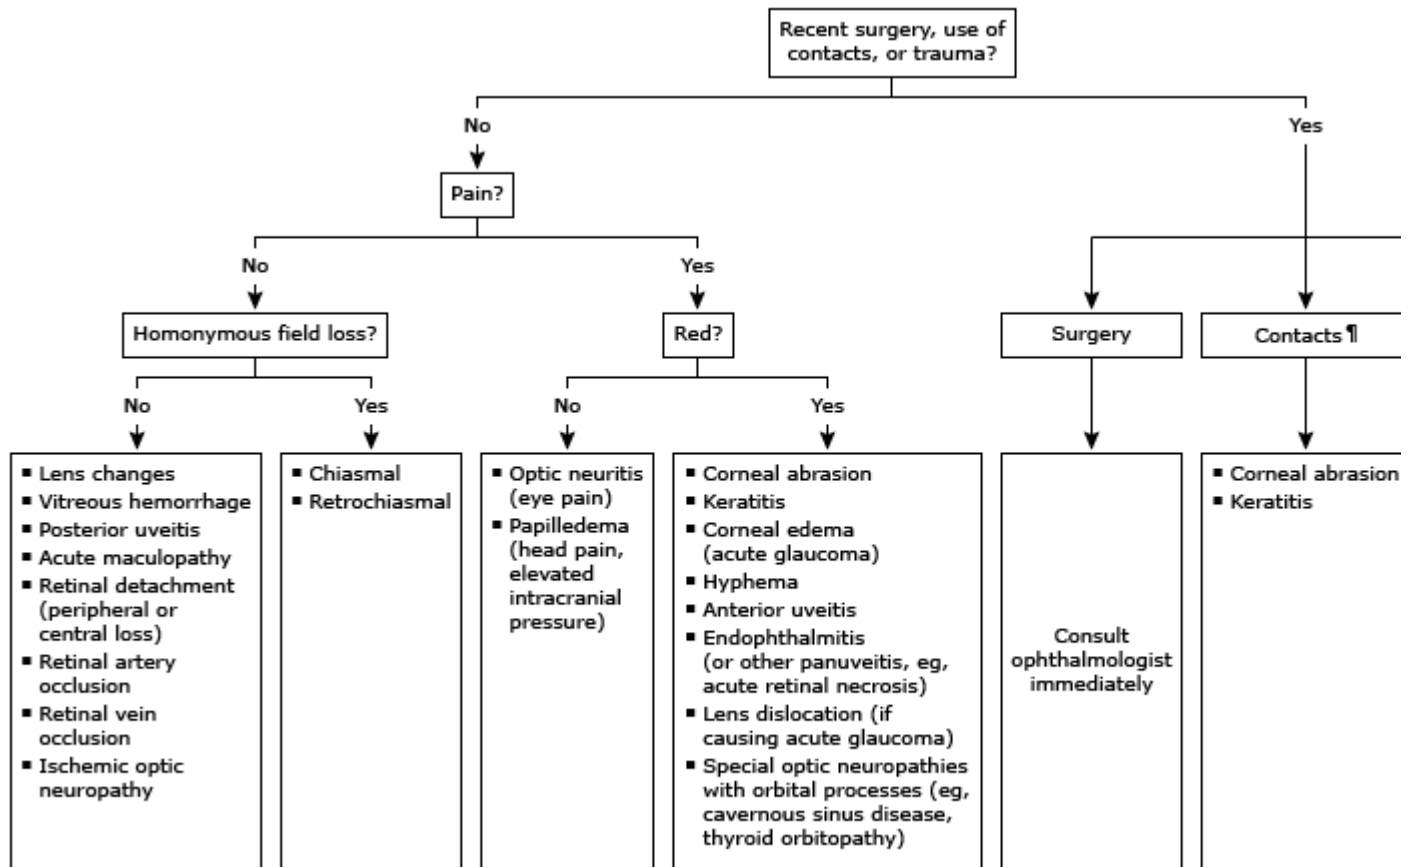 Recent surgery, use of
contacts, or trauma?
No
Yes
Pain?
No
Yes
Homonymous field loss?
Red?
Surgery
Contacts ¶
No
Yes
No
Yes
▪ Lens changes
▪ Vitreous hemorrhage
▪ Posterior uveitis
▪ Acute maculopathy
▪ Retinal detachment
(peripheral or
central loss)
▪ Retinal artery
occlusion
▪ Retinal vein
occlusion
▪ Ischemic optic
neuropathy
▪ Chiasmal
▪ Retrochiasmal
▪ Optic neuritis
(eye pain)
▪ Papilledema
(head pain,
elevated
intracranial
pressure)
▪ Corneal abrasion
▪ Keratitis
▪ Corneal edema
(acute glaucoma)
▪ Hyphema
▪ Anterior uveitis
▪ Endophthalmitis
(or other panuveitis, eg,
acute retinal necrosis)
▪ Lens dislocation (if
causing acute glaucoma)
▪ Special optic neuropathies
with orbital processes (eg,
cavernous sinus disease,
thyroid orbitopathy)
Consult
ophthalmologist
immediately
▪ Corneal abrasion
▪ Keratitis